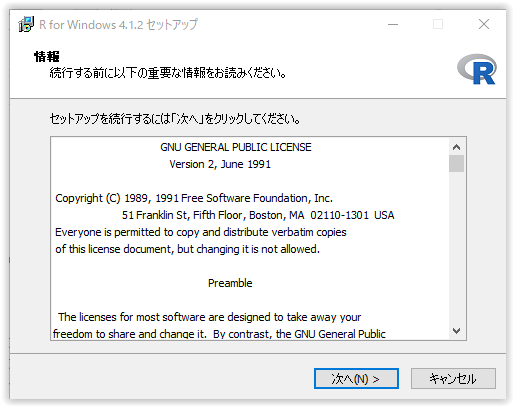 R for Windows 4.1.2 セットアップ
情報
続行する前に以下の重要な情報をお読みください。
R
セットアップを続行するには「次へ」をクリックしてください。
GNU GENERAL PUBLIC LICENSE
Version 2, June 1991
Copyright (C) 1989, 1991 Free Software Foundation, Inc.
51 Franklin St, Fifth Floor, Boston, MA 02110-1301 USA
Everyone is permitted to copy and distribute verbatim copies
of this license document, but changing it is not allowed.
Preamble
The licenses for most software are designed to take away your
freedom to share and change it. By contrast, the GNU General Public
次へ(N) >
キャンセル